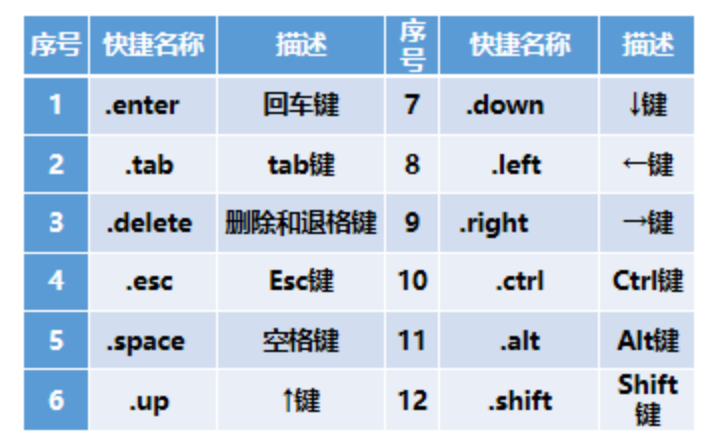 序号 快捷名称 描述 序号 快捷名称 描述
1 .enter 回车键 7 .down ↓键
2 .tab tab键 8 .left ←键
3 .delete 删除和退格键 9 .right →键
4 .esc Esc键 10 .ctrl Ctrl键
5 .space 空格键 11 .alt Alt键
6 .up ↑键 12 .shift Shift键